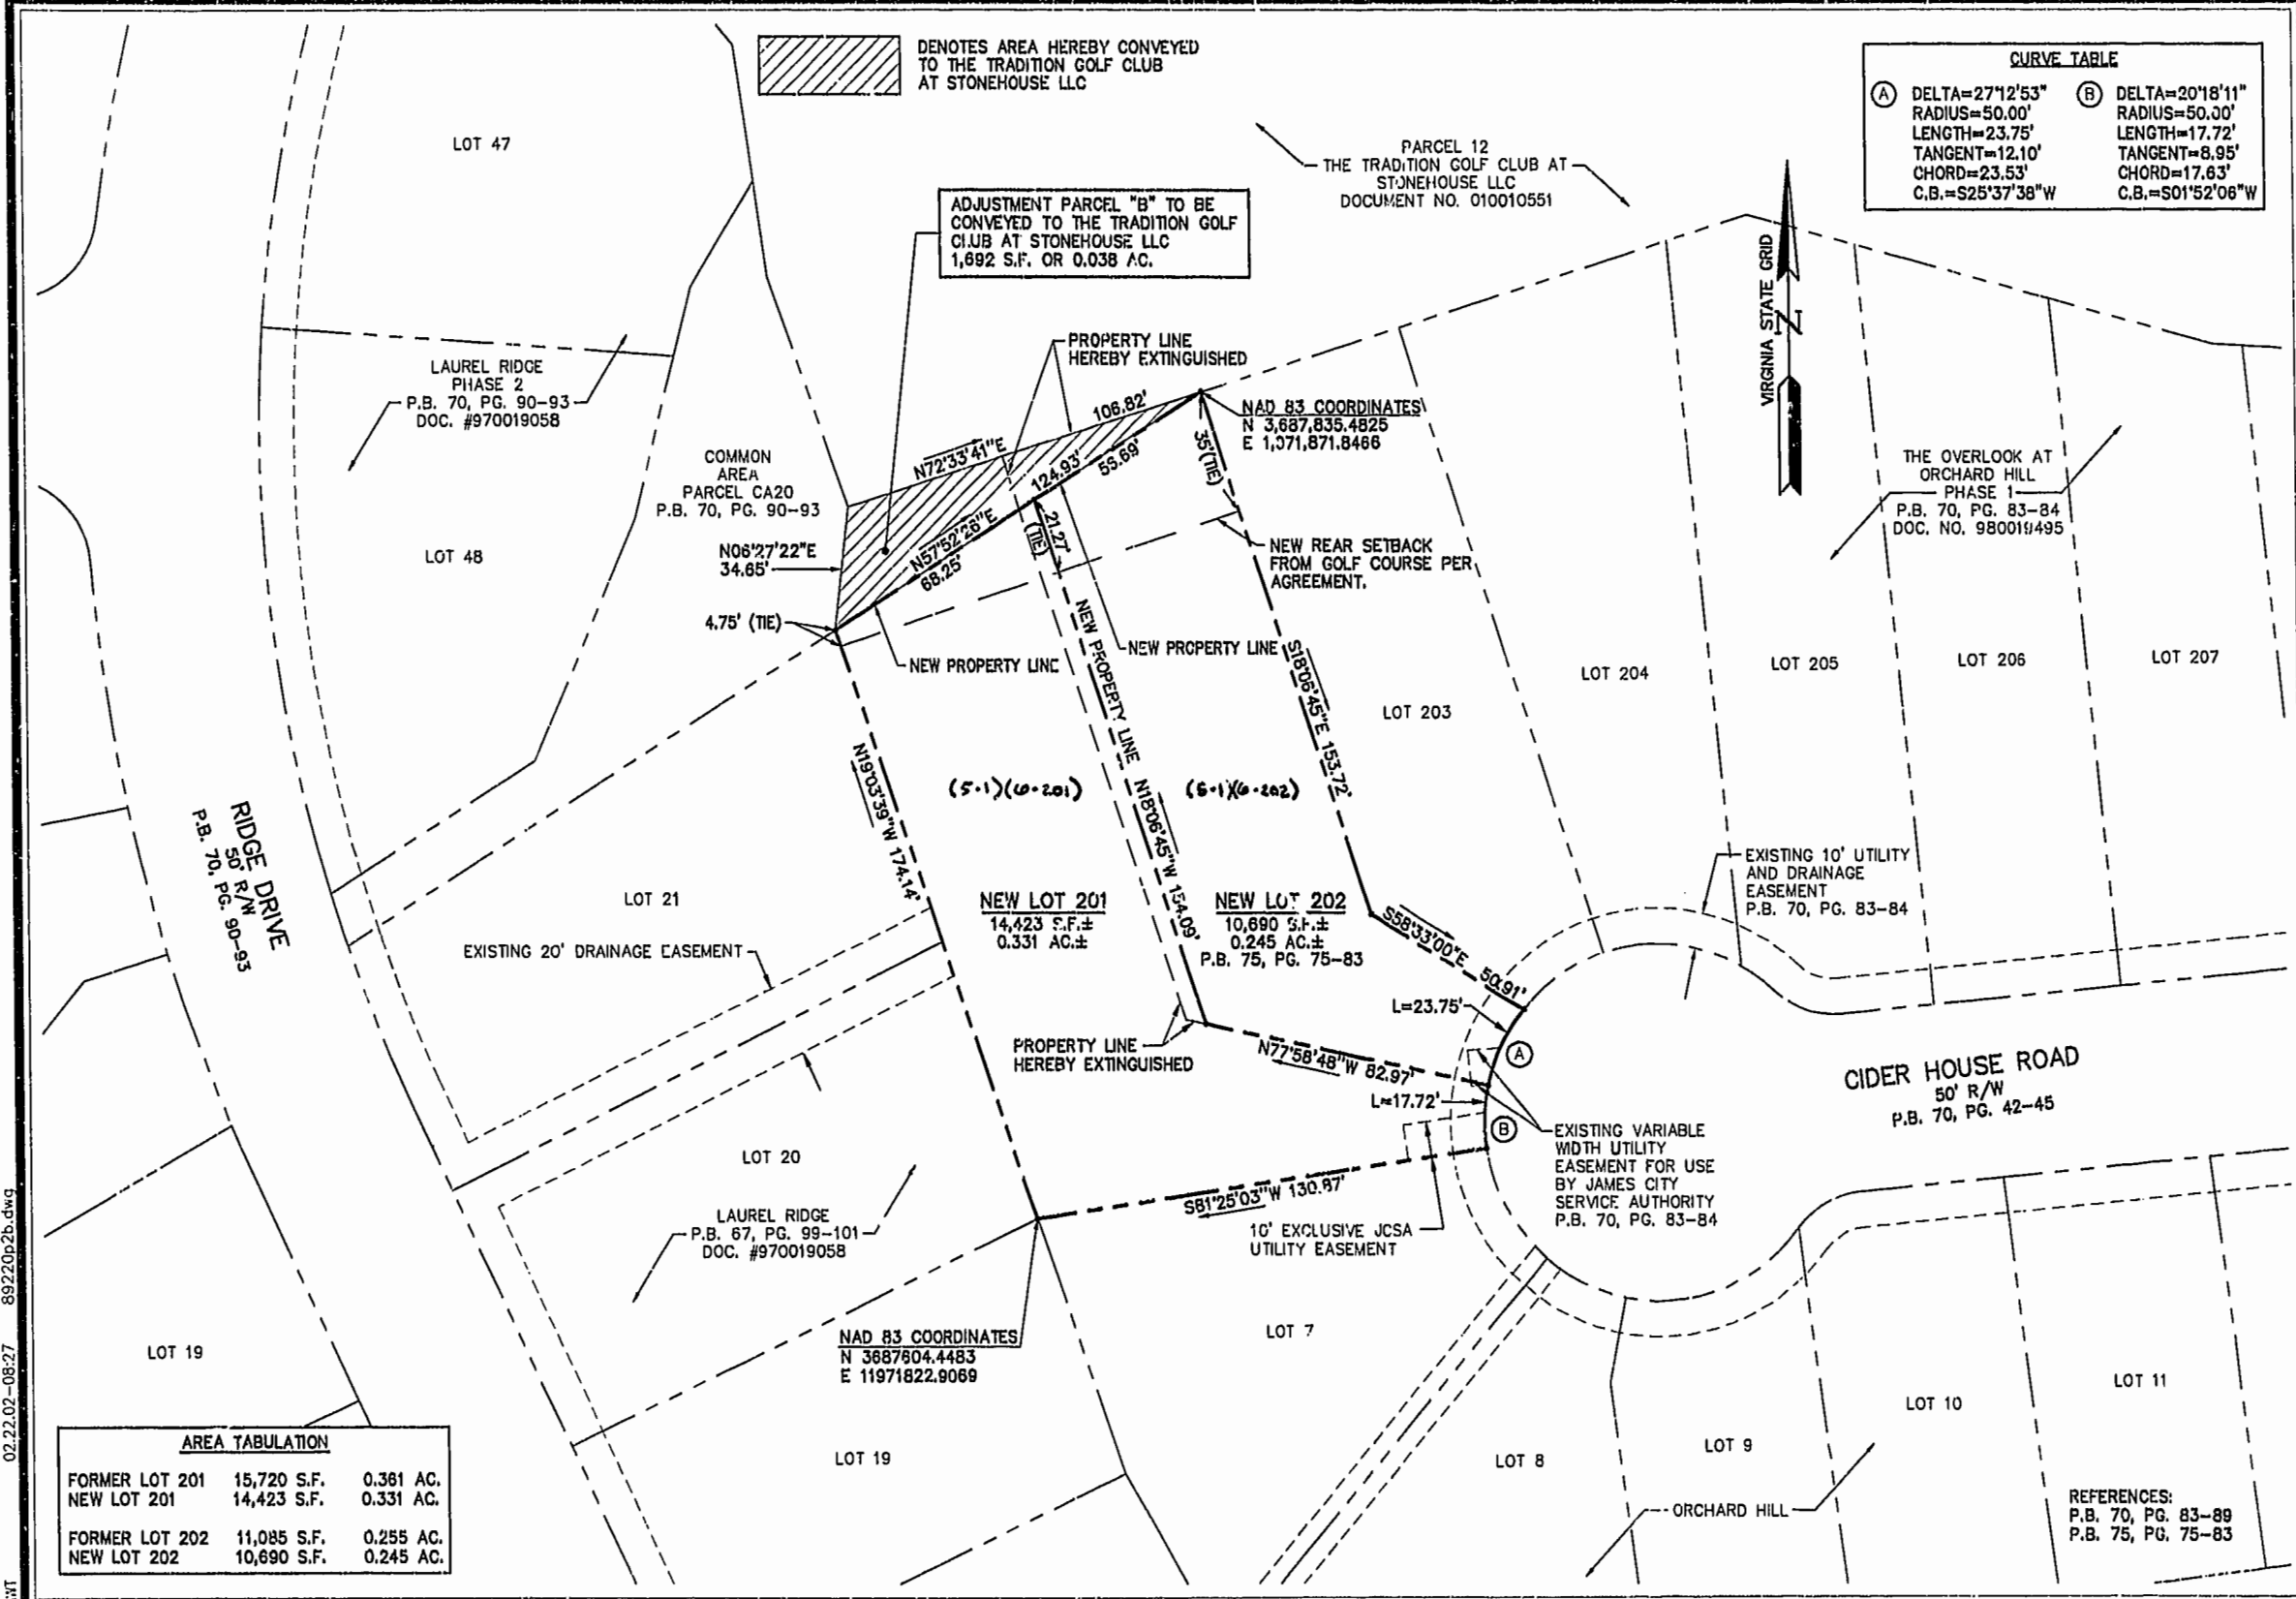 DENOTES AREA HEREBY CONVEYED
TO THE TRADITION GOLF CLUB
AT STONEHOUSE LLC
CURVE TABLE
A DELTA=27°12'53"
RADIUS=50.00'
LENGTH=23.75'
TANGENT=12.10'
CHORD=23.53'
C.B.=S25°37'38"W
B DELTA=20°18'11"
RADIUS=50.00'
LENGTH=17.72'
TANGENT=8.95'
CHORD=17.63'
C.B.=S01°52'06"W
LOT 47
PARCEL 12
THE TRADITION GOLF CLUB AT
STONEHOUSE LLC
DOCUMENT NO. 010010551
ADJUSTMENT PARCEL "B" TO BE
CONVEYED TO THE TRADITION GOLF
CLUB AT STONEHOUSE LLC
1,692 S.F. OR 0.038 AC.
VIRGINIA STATE GRID
N
PROPERTY LINE
HEREBY EXTINGUISHED
LAUREL RIDGE
PHASE 2
P.B. 70, PG. 90-93
DOC. #970019058
106.82'
NAD 83 COORDINATES
N 3,687,835.4825
E 1,071,871.8466
N72°33'41"E
124.93'
35'(TIE)
COMMON
AREA
PARCEL CA20
P.B. 70, PG. 90-93
THE OVERLOOK AT
ORCHARD HILL
PHASE 1
P.B. 70, PG. 83-84
DOC. NO. 980019495
N57°52'26"E
68.25'
21.27'
(TIE)
NEW REAR SETBACK
FROM GOLF COURSE PER
AGREEMENT.
N06°27'22"E
34.65'
LOT 48
4.75' (TIE)
NEW PROPERTY LINE
NEW PROPERTY LINE
NEW PROPERTY LINE N18°06'45"W 154.09'
S18°06'45"E 153.72'
LOT 203
LOT 204
LOT 205
LOT 206
LOT 207
N19°03'39"W 174.14'
(5-1)(6-201)
(5-1)(6-202)
RIDGE DRIVE
50' R/W
P.B. 70, PG. 90-93
LOT 21
EXISTING 20' DRAINAGE EASEMENT
NEW LOT 201
14,423 S.F.±
0.331 AC.±
NEW LOT 202
10,690 S.F.±
0.245 AC.±
P.B. 75, PG. 75-83
EXISTING 10' UTILITY
AND DRAINAGE
EASEMENT
P.B. 70, PG. 83-84
S58°33'00"E 50.91'
L=23.75'
PROPERTY LINE
HEREBY EXTINGUISHED
N77°58'48"W 82.97'
A
L=17.72'
B
CIDER HOUSE ROAD
50' R/W
P.B. 70, PG. 42-45
EXISTING VARIABLE
WIDTH UTILITY
EASEMENT FOR USE
BY JAMES CITY
SERVICE AUTHORITY
P.B. 70, PG. 83-84
LOT 20
S81°25'03"W 130.87'
LAUREL RIDGE
P.B. 67, PG. 99-101
DOC. #970019058
10' EXCLUSIVE JCSA
UTILITY EASEMENT
NAD 83 COORDINATES
N 3687604.4483
E 11971822.9069
LOT 7
LOT 19
LOT 19
LOT 8
LOT 9
LOT 10
LOT 11
ORCHARD HILL
AREA TABULATION
FORMER LOT 201 15,720 S.F. 0.361 AC.
NEW LOT 201 14,423 S.F. 0.331 AC.
FORMER LOT 202 11,085 S.F. 0.255 AC.
NEW LOT 202 10,690 S.F. 0.245 AC.
REFERENCES:
P.B. 70, PG. 83-89
P.B. 75, PG. 75-83
02.22.02-08:27 89220p2b.dwg